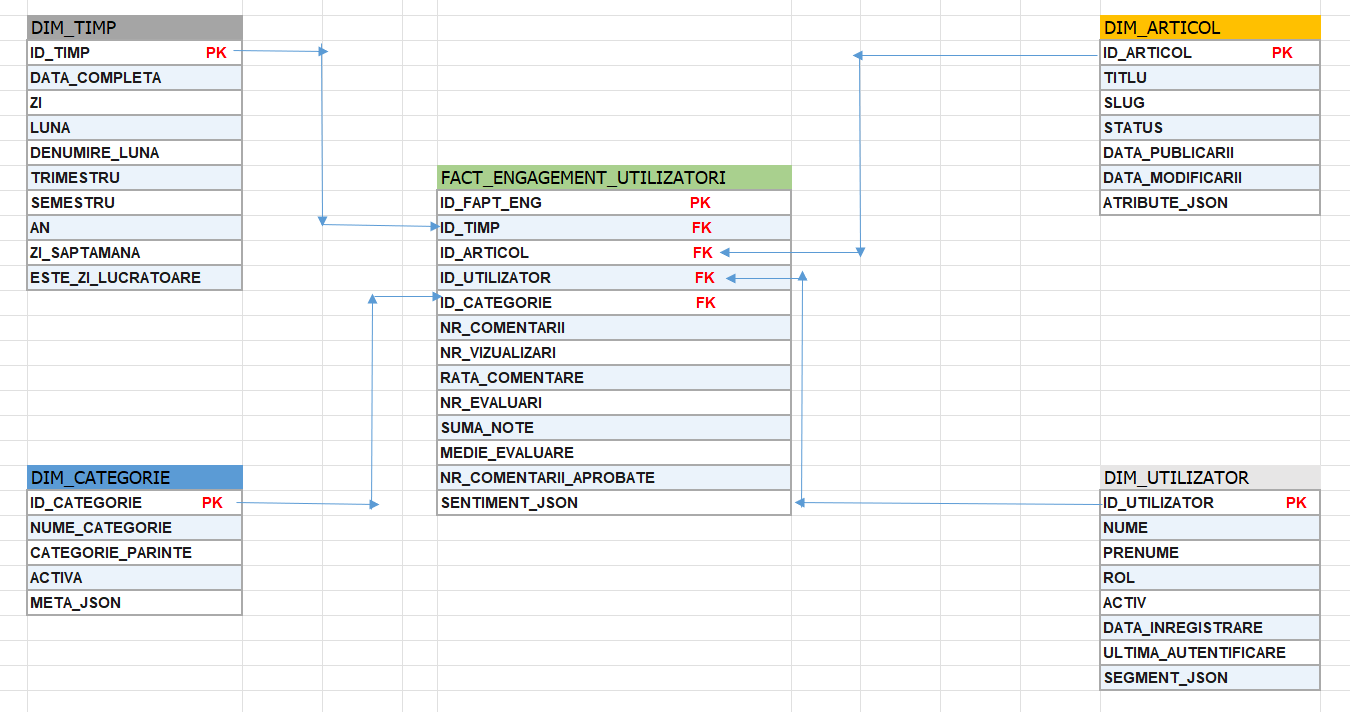 DIM_TIMP
ID_TIMP PK
DATA_COMPLETA
ZI
LUNA
DENUMIRE_LUNA
TRIMESTRU
SEMESTRU
AN
ZI_SAPTAMANA
ESTE_ZI_LUCRATOARE
DIM_ARTICOL
ID_ARTICOL PK
TITLU
SLUG
STATUS
DATA_PUBLICARII
DATA_MODIFICARII
ATRIBUTE_JSON
FACT_ENGAGEMENT_UTILIZATORI
ID_FAPT_ENG PK
ID_TIMP FK
ID_ARTICOL FK
ID_UTILIZATOR FK
ID_CATEGORIE FK
NR_COMENTARII
NR_VIZUALIZARI
RATA_COMENTARE
NR_EVALUARI
SUMA_NOTE
MEDIE_EVALUARE
NR_COMENTARII_APROBATE
SENTIMENT_JSON
DIM_CATEGORIE
ID_CATEGORIE PK
NUME_CATEGORIE
CATEGORIE_PARINTE
ACTIVA
META_JSON
DIM_UTILIZATOR
ID_UTILIZATOR PK
NUME
PRENUME
ROL
ACTIV
DATA_INREGISTRARE
ULTIMA_AUTENTIFICARE
SEGMENT_JSON